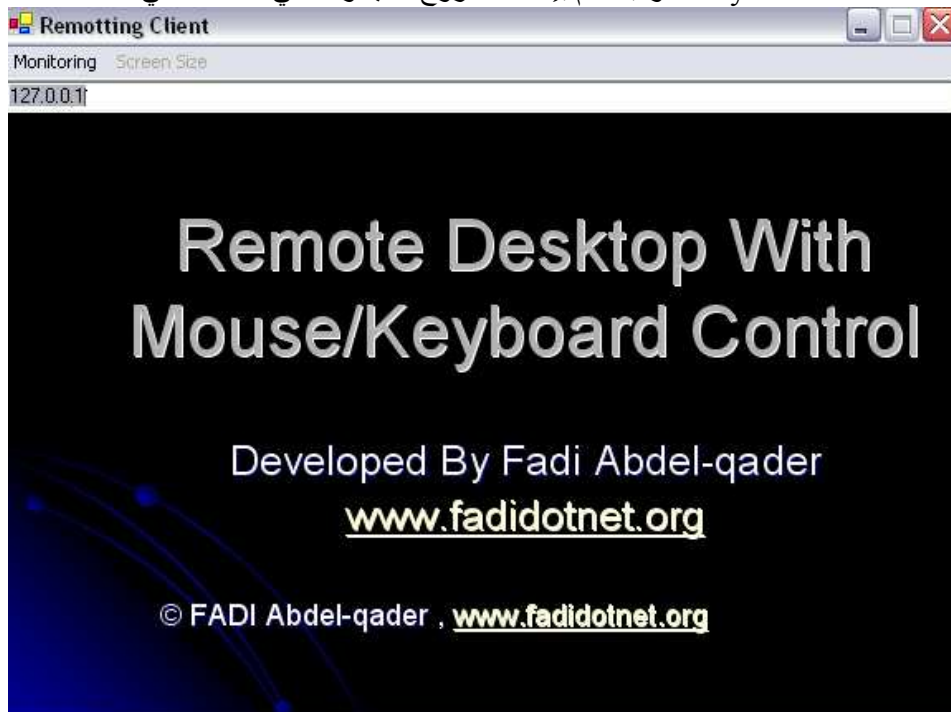 Remotting Client
Monitoring Screen Size
127.0.0.1
Remote Desktop With
Mouse/Keyboard Control
Developed By Fadi Abdel-qader
www.fadidotnet.org
© FADI Abdel-qader , www.fadidotnet.org